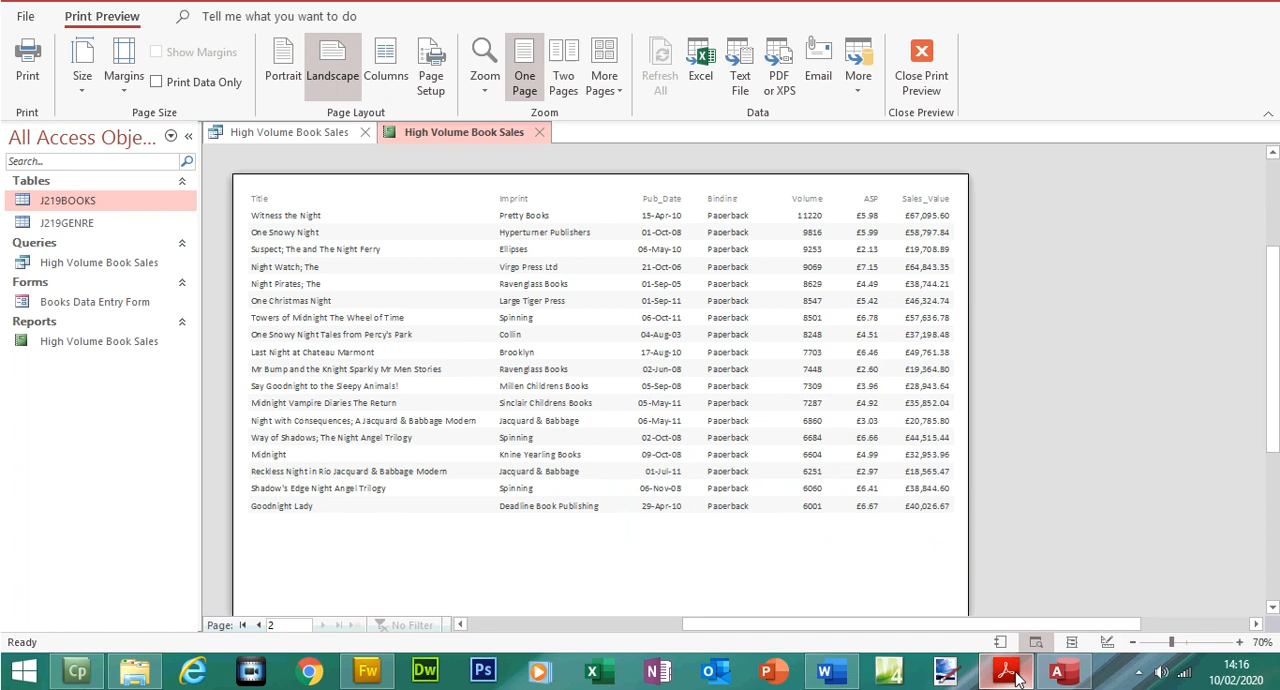 File Print Preview Tell me what you want to do
Show Margins
Print Data Only
Print Size Margins Portrait Landscape Columns Page Setup Zoom One Page Two Pages More Pages Refresh All Excel Text File PDF or XPS Email More Close Print Preview
Print Page Size Page Layout Zoom Data Close Preview
All Access Obje... «
High Volume Book Sales High Volume Book Sales
Search...
Tables
J219BOOKS
J219GENRE
Queries
High Volume Book Sales
Forms
Books Data Entry Form
Reports
High Volume Book Sales
Title Imprint Pub_Date Binding Volume ASP Sales_Value
Witness the Night Pretty Books 15-Apr-10 Paperback 11220 £5.98 £67,095.60
One Snowy Night Hyperturner Publishers 01-Oct-08 Paperback 9816 £5.99 £58,797.84
Suspect; The and The Night Ferry Ellipses 06-May-10 Paperback 9253 £2.13 £19,708.89
Night Watch; The Virgo Press Ltd 21-Oct-06 Paperback 9069 £7.15 £64,843.35
Night Pirates; The Ravenglass Books 01-Sep-05 Paperback 8629 £4.49 £38,744.21
One Christmas Night Large Tiger Press 01-Sep-11 Paperback 8547 £5.42 £46,324.74
Towers of Midnight The Wheel of Time Spinning 06-Oct-11 Paperback 8501 £6.78 £57,636.78
One Snowy Night Tales from Percy's Park Collin 04-Aug-03 Paperback 8248 £4.51 £37,198.48
Last Night at Chateau Marmont Brooklyn 17-Aug-10 Paperback 7703 £6.46 £49,761.38
Mr Bump and the Knight Sparkly Mr Men Stories Ravenglass Books 02-Jun-08 Paperback 7448 £2.60 £19,364.80
Say Goodnight to the Sleepy Animals! Millen Childrens Books 05-Sep-08 Paperback 7309 £3.96 £28,943.64
Midnight Vampire Diaries The Return Sinclair Childrens Books 05-May-11 Paperback 7287 £4.92 £35,852.04
Night with Consequences; A Jacquard & Babbage Modern Jacquard & Babbage 06-May-11 Paperback 6860 £3.03 £20,785.80
Way of Shadows; The Night Angel Trilogy Spinning 02-Oct-08 Paperback 6684 £6.66 £44,515.44
Midnight Knine Yearling Books 09-Oct-08 Paperback 6604 £4.99 £32,953.96
Reckless Night in Rio Jacquard & Babbage Modern Jacquard & Babbage 01-Jul-11 Paperback 6251 £2.97 £18,565.47
Shadow's Edge Night Angel Trilogy Spinning 06-Nov-08 Paperback 6060 £6.41 £38,844.60
Goodnight Lady Deadline Book Publishing 29-Apr-10 Paperback 6001 £6.67 £40,026.67
Page: 2 No Filter
Ready 70%
Cp Fw Dw Ps X N O P W 4 A
14:16
10/02/2020